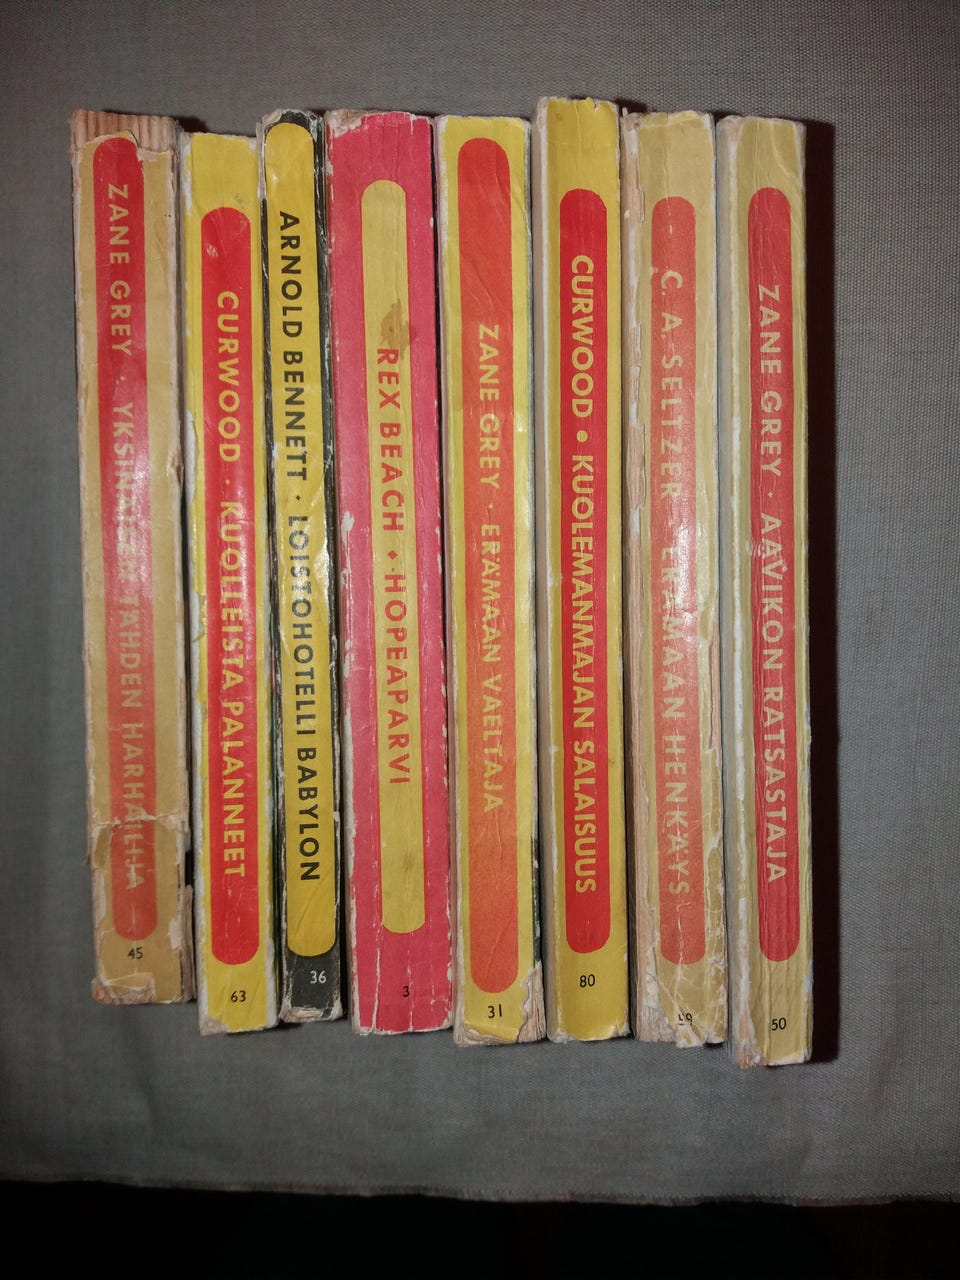 ZANE GREY · YKSINÄISEN TÄHDEN HARHAILIJA
45
CURWOOD · KUOLLEISTA PALANNEET
63
ARNOLD BENNETT · LOISTOHOTELLI BABYLON
36
REX BEACH · HOPEAPARVI
3
ZANE GREY · ERÄMAAN VAELTAJA
31
CURWOOD • KUOLEMANMAJAN SALAISUUS
80
C. A. SELTZER · ERÄMAAN HENKÄYS
ZANE GREY · AAVIKON RATSASTAJA
50